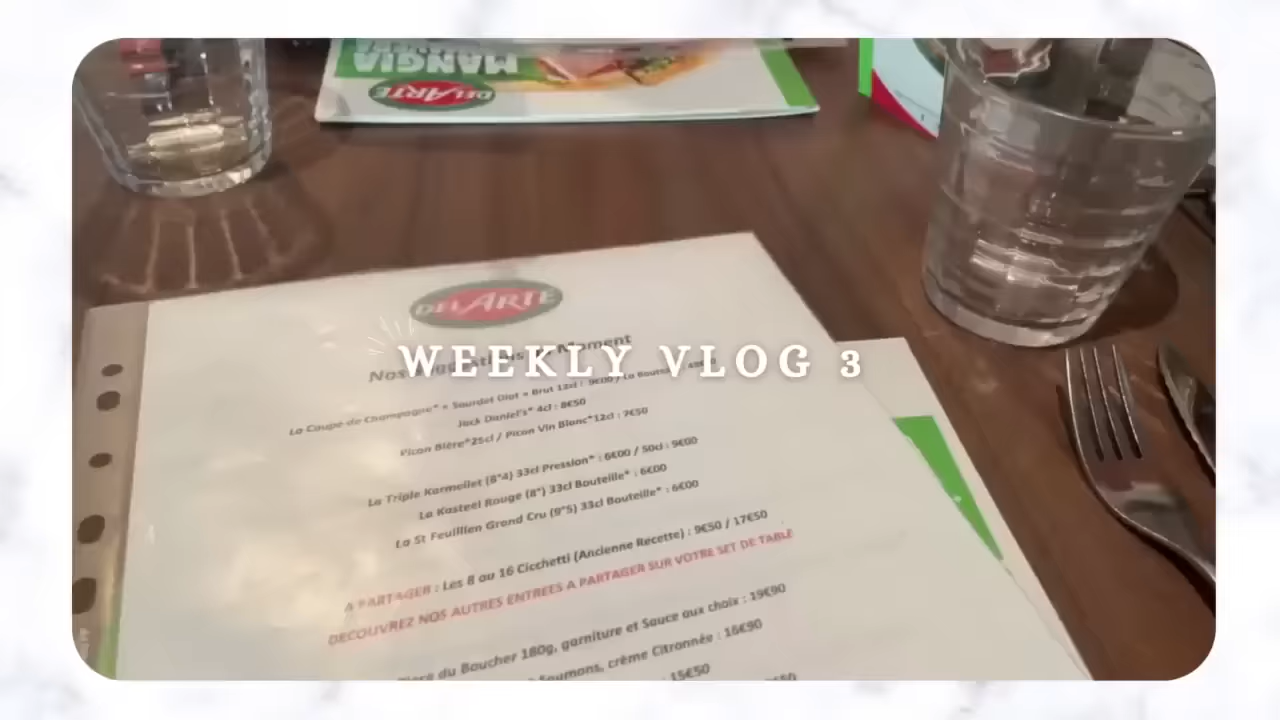 MANGIA
DEL ARTE
DEL ARTE
Nos Suggestions du Moment
WEEKLY VLOG 3
La Coupe de Champagne* « Sourdet Diot » Brut 12cl : 9€00 / La
Jack Daniel's* 4cl : 8€50
Picon Bière*25cl / Picon Vin Blanc*12cl : 7€50
La Triple Karmeliet (8°4) 33cl Pression* : 6€00 / 50cl : 9€00
La Kasteel Rouge (8°) 33cl Bouteille* : 6€00
La St Feuillien Grand Cru (9°5) 33cl Bouteille* : 6€00
A PARTAGER : Les 8 ou 16 Cicchetti (Ancienne Recette) : 9€50 / 17€50
DECOUVREZ NOS AUTRES ENTREES A PARTAGER SUR VOTRE SET DE TABLE
du Boucher 180g, garniture et Sauce aux choix : 19€90
Saumons, crème Citronnée : 16€90
: 15€50